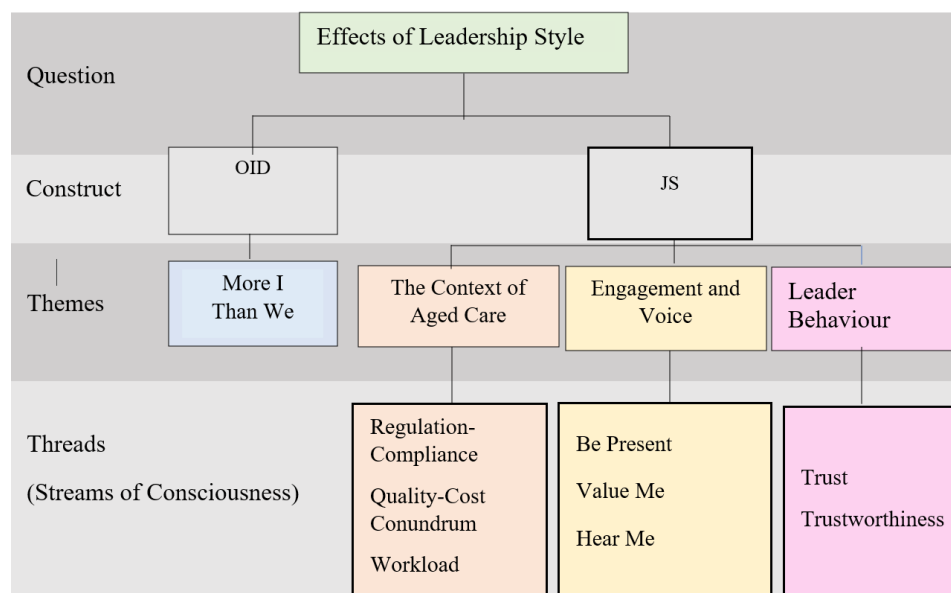 Effects of Leadership Style
Question
OID
JS
Construct
More I
Than We
The Context of
Aged Care
Engagement and
Voice
Leader
Behaviour
Themes
Threads
(Streams of Consciousness)
Regulation-
Compliance
Quality-Cost
Conundrum
Workload
Be Present
Value Me
Hear Me
Trust
Trustworthiness